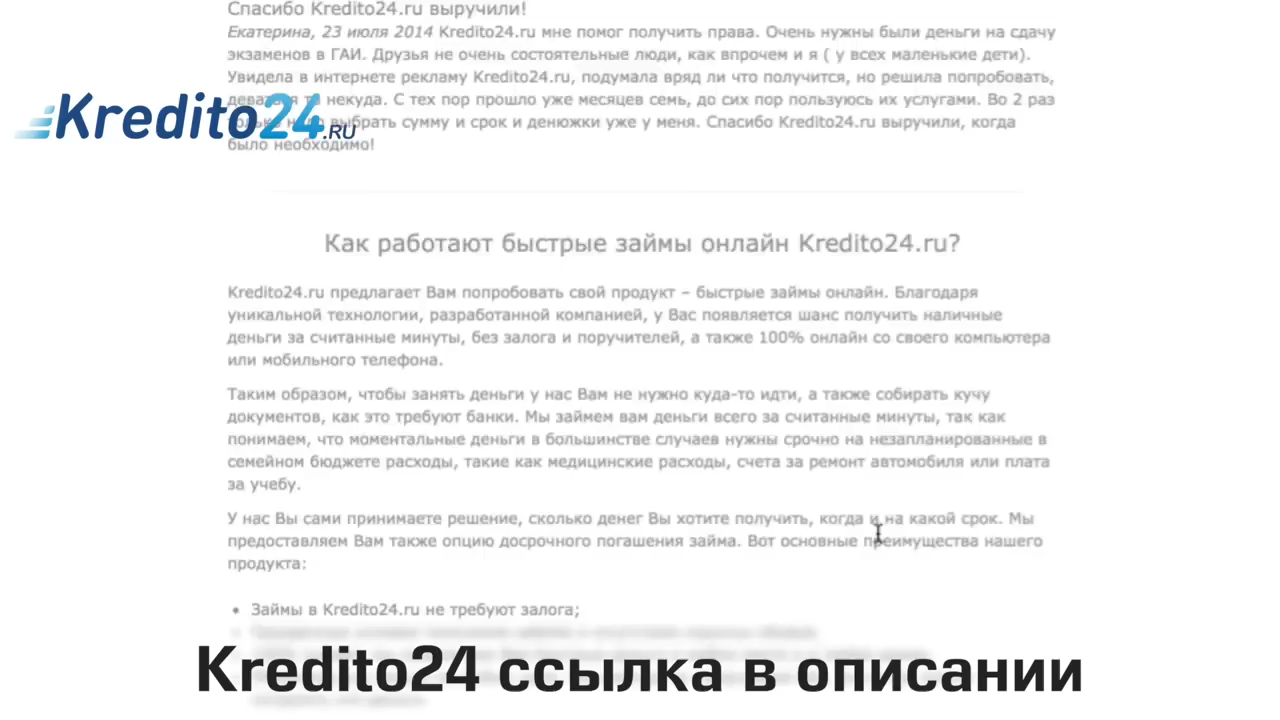 Спасибо Kredito24.ru выручили!
Екатерина, 23 июля 2014 Kredito24.ru мне помог получить права. Очень нужны были деньги на сдачу
экзаменов в ГАИ. Друзья не очень состоятельные люди, как впрочем и я ( у всех маленькие дети).
Увидела в интернете рекламу Kredito24.ru, подумала вряд ли что получится, но решила попробовать,
некуда. С тех пор прошло уже месяцев семь, до сих пор пользуюсь их услугами. Во 2 раз
Kredito24.RU
выбрать сумму и срок и денюжки уже у меня. Спасибо Kredito24.ru выручили, когда
было необходимо!
Как работают быстрые займы онлайн Kredito24.ru?
Kredito24.ru предлагает Вам попробовать свой продукт – быстрые займы онлайн. Благодаря
уникальной технологии, разработанной компанией, у Вас появляется шанс получить наличные
деньги за считанные минуты, без залога и поручителей, а также 100% онлайн со своего компьютера
или мобильного телефона.
Таким образом, чтобы занять деньги у нас Вам не нужно куда-то идти, а также собирать кучу
документов, как это требуют банки. Мы займем вам деньги всего за считанные минуты, так как
понимаем, что моментальные деньги в большинстве случаев нужны срочно на незапланированные в
семейном бюджете расходы, такие как медицинские расходы, счета за ремонт автомобиля или плата
за учебу.
У нас Вы сами принимаете решение, сколько денег Вы хотите получить, когда и на какой срок. Мы
предоставляем Вам также опцию досрочного погашения займа. Вот основные преимущества нашего
продукта:
• Займы в Kredito24.ru не требуют залога;
Kredito24 ссылка в описании